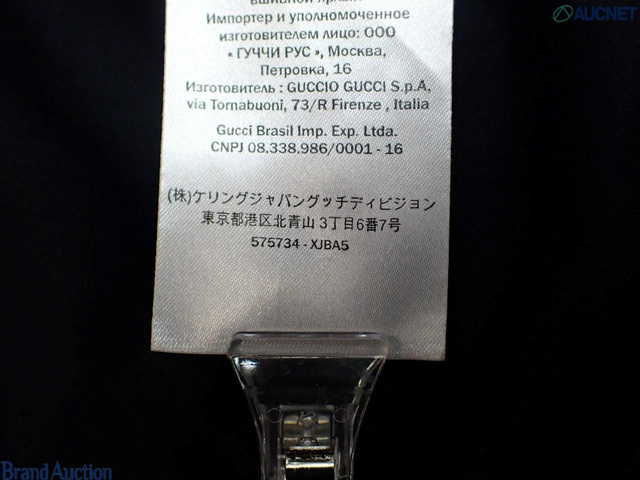 Импортер и уполномоченное
изготовителем лицо: ООО
« ГУЧЧИ РУС », Москва,
Петровка, 16
Изготовитель : GUCCIO GUCCI S.p.A,
via Tornabuoni, 73/R Firenze , Italia
Gucci Brasil Imp. Exp. Ltda.
CNPJ 08.338.986/0001 - 16
(株)ケリングジャパングッチディビジョン
東京都港区北青山 3丁目6番7号
575734 - XJBA5
AUCNET
Brand Auction